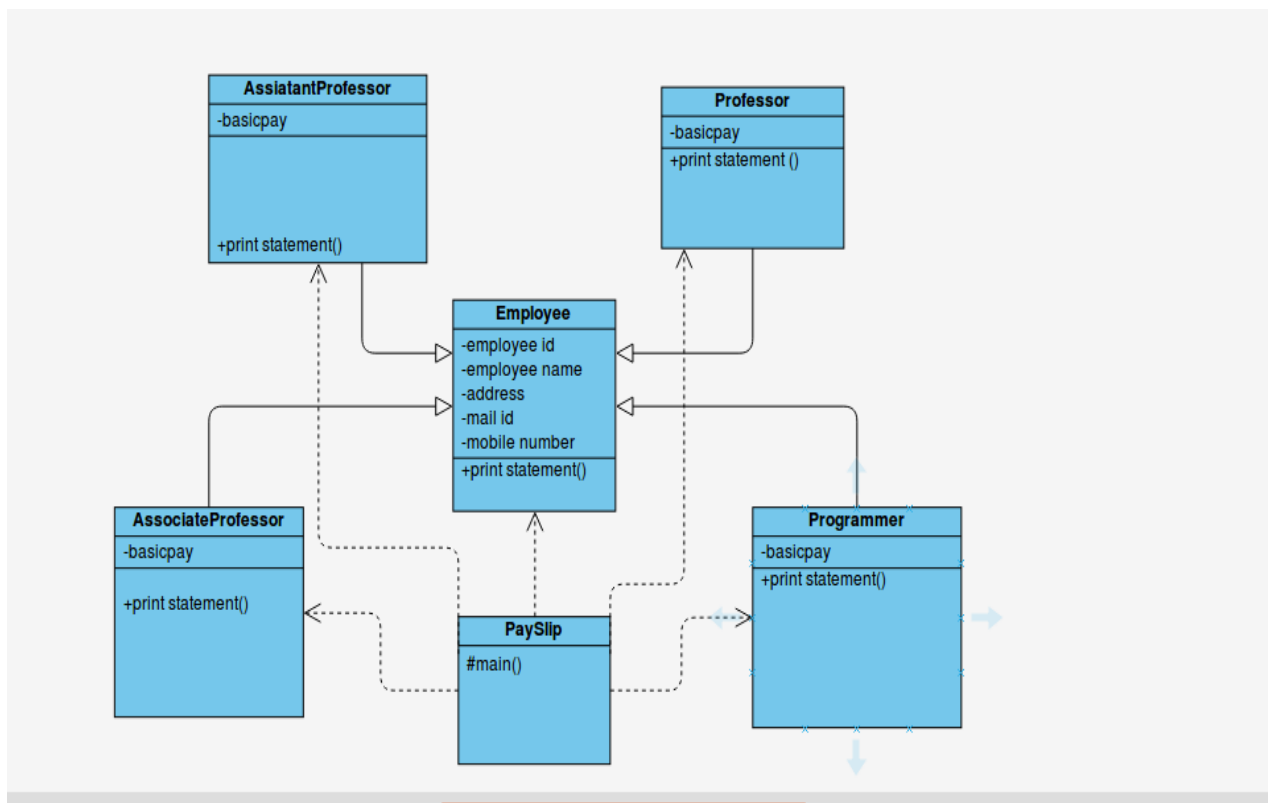 AssiatantProfessor
-basicpay
+print statement()
Professor
-basicpay
+print statement ()
Employee
-employee id
-employee name
-address
-mail id
-mobile number
+print statement()
AssociateProfessor
-basicpay
+print statement()
PaySlip
#main()
Programmer
-basicpay
+print statement()